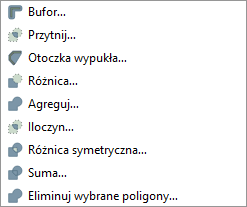 Bufor...
Przytnij...
Otoczka wypukła...
Różnica...
Agreguj...
Iloczyn...
Różnica symetryczna...
Suma...
Eliminuj wybrane poligony...